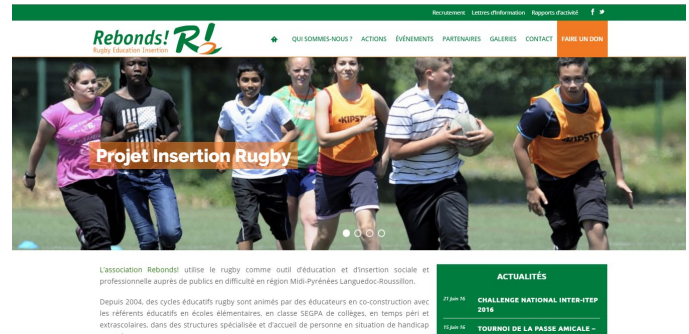 Recrutement Lettres d'Information Rapports d'activité
Rebonds! R!
Rugby Education Insertion
QUI SOMMES-NOUS ? ACTIONS ÉVÉNEMENTS PARTENAIRES GALERIES CONTACT FAIRE UN DON
KIPSTA
KIPST
Projet Insertion Rugby
L'association Rebonds! utilise le rugby comme outil d'éducation et d'insertion sociale et
professionnelle auprès de publics en difficulté en région Midi-Pyrénées Languedoc-Roussillon.
Depuis 2004, des cycles éducatifs rugby sont animés par des éducateurs en co-construction avec
les référents éducatifs en écoles élémentaires, en classe SEGPA de collèges, en temps péri et
extrascolaires, dans des structures spécialisée et d'accueil de personne en situation de handicap
ACTUALITÉS
21 Juin 16 CHALLENGE NATIONAL INTER-ITEP
2016
15 Juin 16 TOURNOI DE LA PASSE AMICALE –